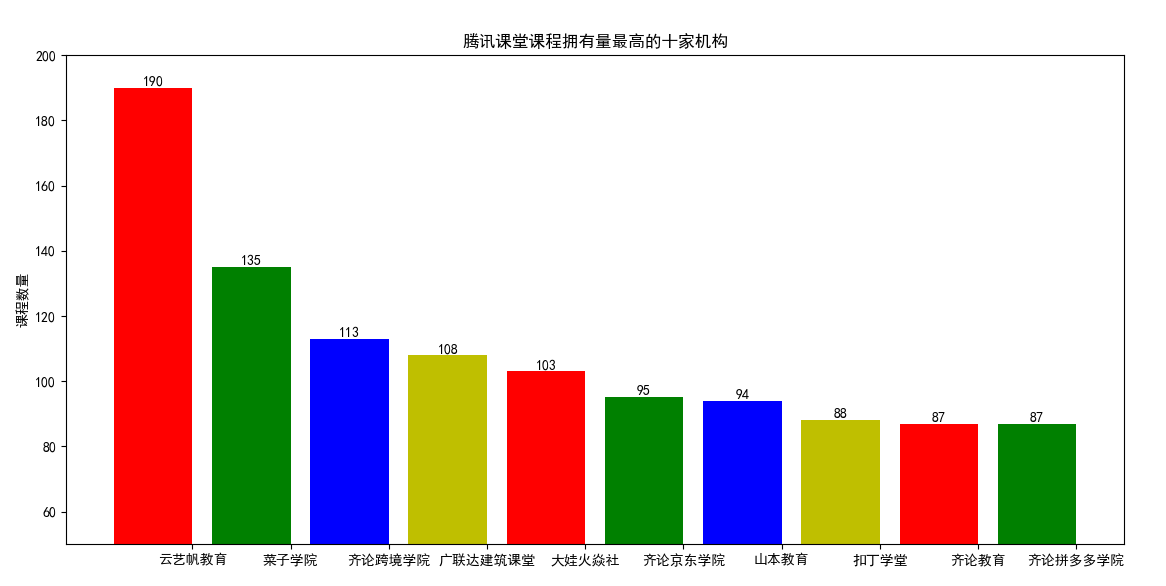 腾讯课堂课程拥有量最高的十家机构
课程数量
200
180
160
140
120
100
80
60
190
135
113
108
103
95
94
88
87
87
云艺帆教育
菜子学院
齐论跨境学院
广联达建筑课堂
大娃火焱社
齐论京东学院
山本教育
扣丁学堂
齐论教育
齐论拼多多学院